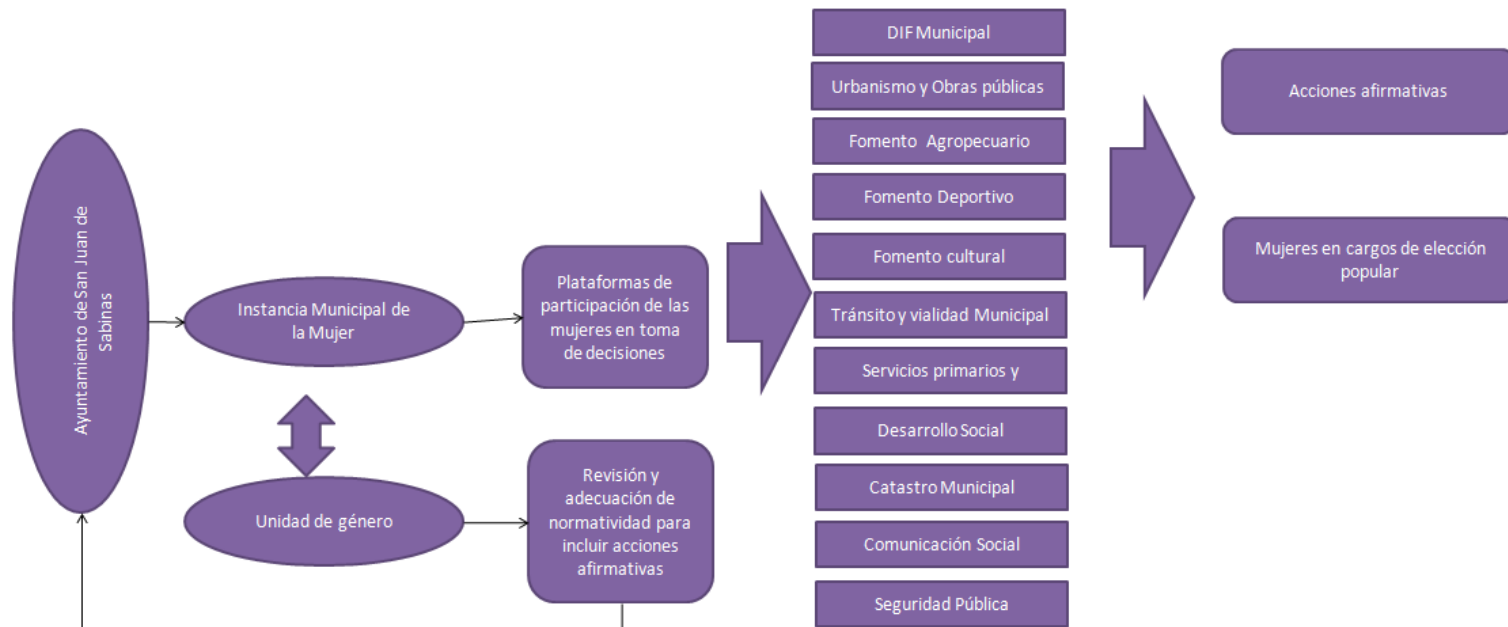 Ayuntamiento de San Juan de
Sabinas
Instancia Municipal de
la Mujer
Unidad de género
Plataformas de
participación de las
mujeres en toma
de decisiones
Revisión y
adecuación de
normatividad para
incluir acciones
afirmativas
DIF Municipal
Urbanismo y Obras públicas
Fomento Agropecuario
Fomento Deportivo
Fomento cultural
Tránsito y vialidad Municipal
Servicios primarios y
Desarrollo Social
Catastro Municipal
Comunicación Social
Seguridad Pública
Acciones afirmativas
Mujeres en cargos de elección
popular